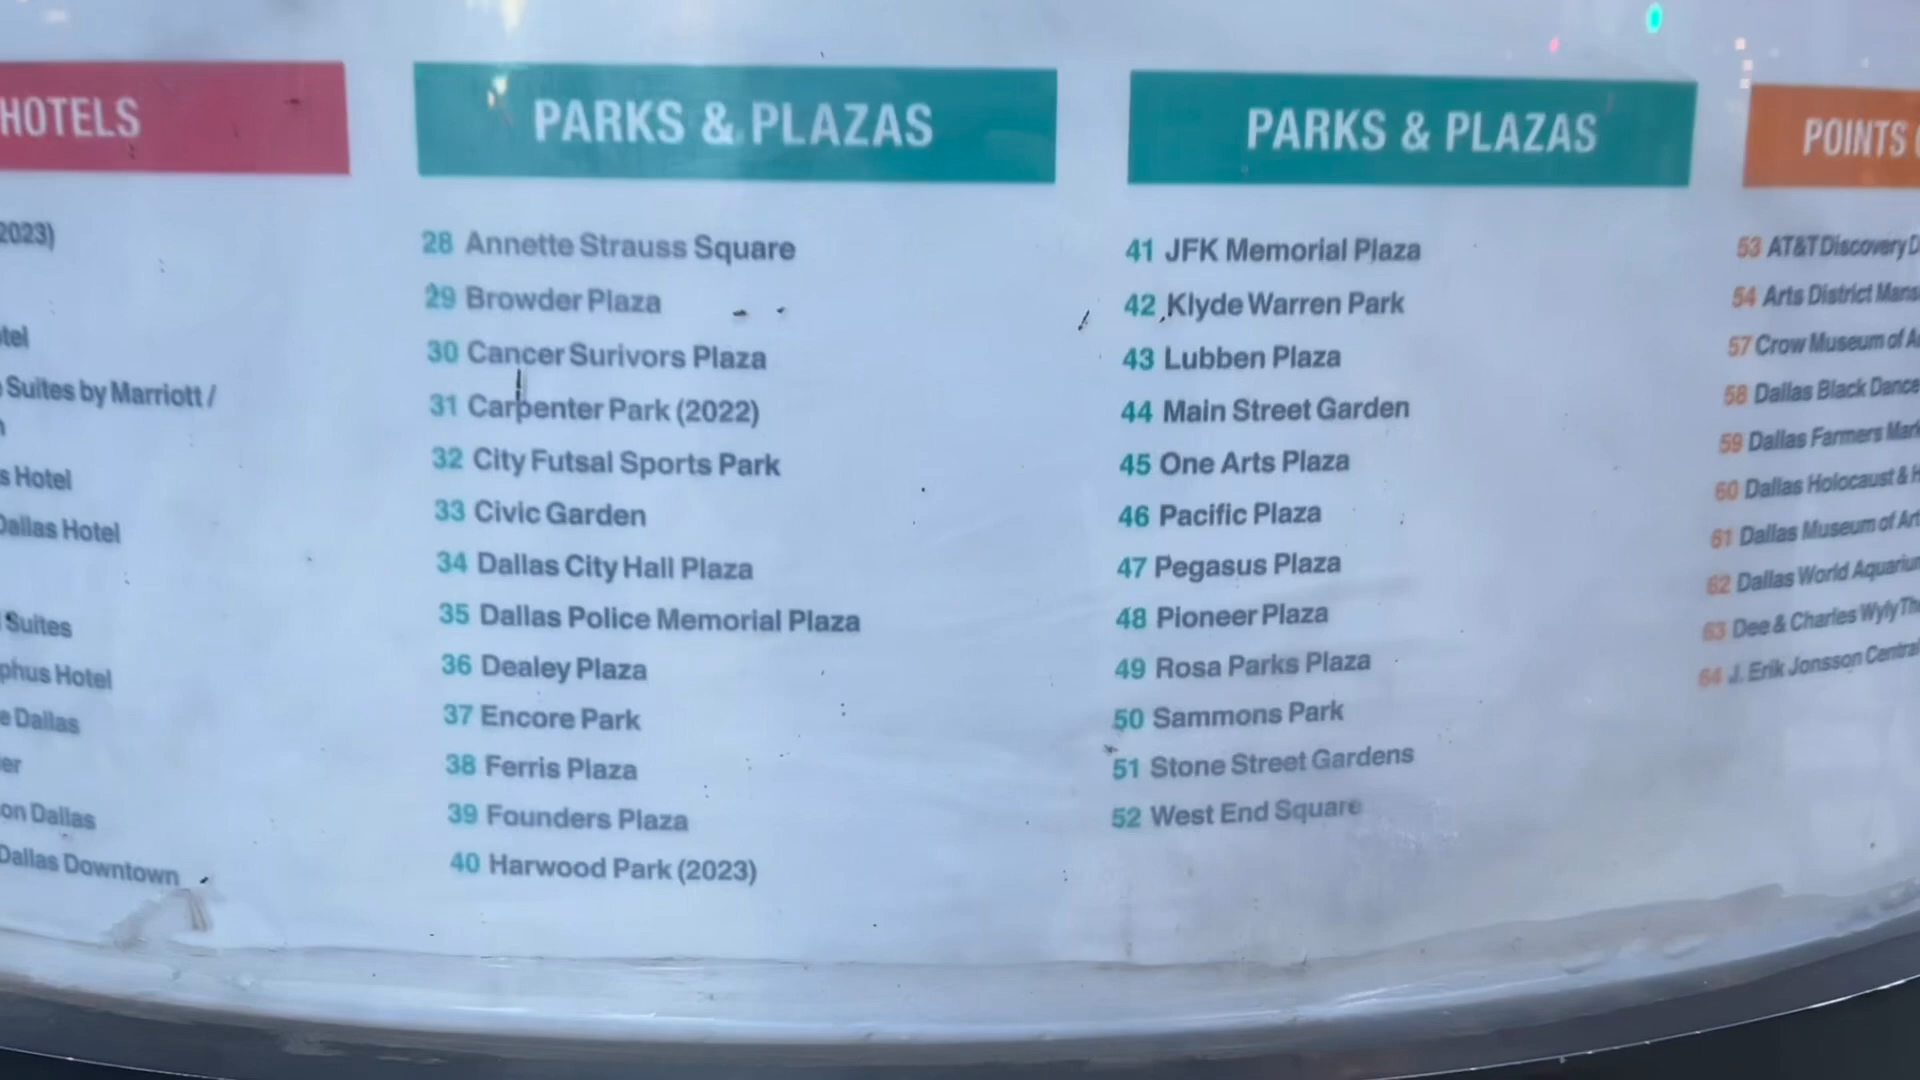 HOTELS
2023)
tel
Suites by Marriott /
s Hotel
Dallas Hotel
Suites
phus Hotel
e Dallas
er
on Dallas
Dallas Downtown
PARKS & PLAZAS
28 Annette Strauss Square
29 Browder Plaza
30 Cancer Surivors Plaza
31 Carpenter Park (2022)
32 City Futsal Sports Park
33 Civic Garden
34 Dallas City Hall Plaza
35 Dallas Police Memorial Plaza
36 Dealey Plaza
37 Encore Park
38 Ferris Plaza
39 Founders Plaza
40 Harwood Park (2023)
PARKS & PLAZAS
41 JFK Memorial Plaza
42 Klyde Warren Park
43 Lubben Plaza
44 Main Street Garden
45 One Arts Plaza
46 Pacific Plaza
47 Pegasus Plaza
48 Pioneer Plaza
49 Rosa Parks Plaza
50 Sammons Park
51 Stone Street Gardens
52 West End Square
POINTS
53 AT&T Discovery D
54 Arts District Mans
57 Crow Museum of A
58 Dallas Black Dance
59 Dallas Farmers Mar
60 Dallas Holocaust & H
61 Dallas Museum of Art
62 Dallas World Aquariu
63 Dee & Charles Wyly Th
64 J. Erik Jonsson Central